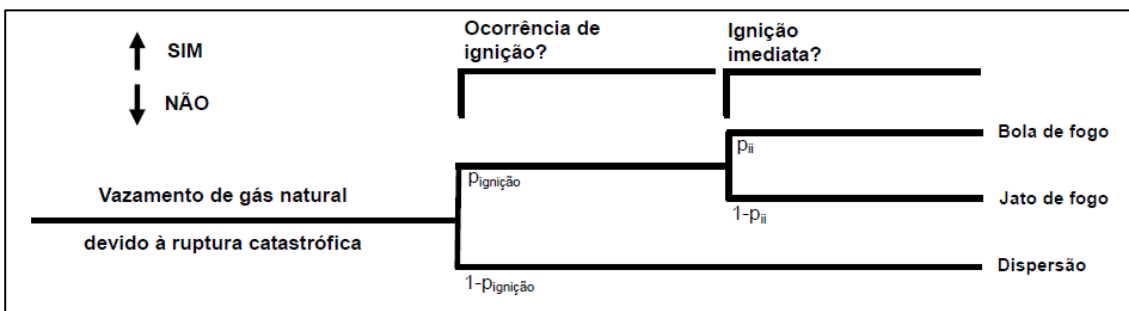 SIM
NÃO
Ocorrência de
ignição?
Ignição
imediata?
Vazamento de gás natural
devido à ruptura catastrófica
pignição
1-pignição
pii
1-pii
Bola de fogo
Jato de fogo
Dispersão